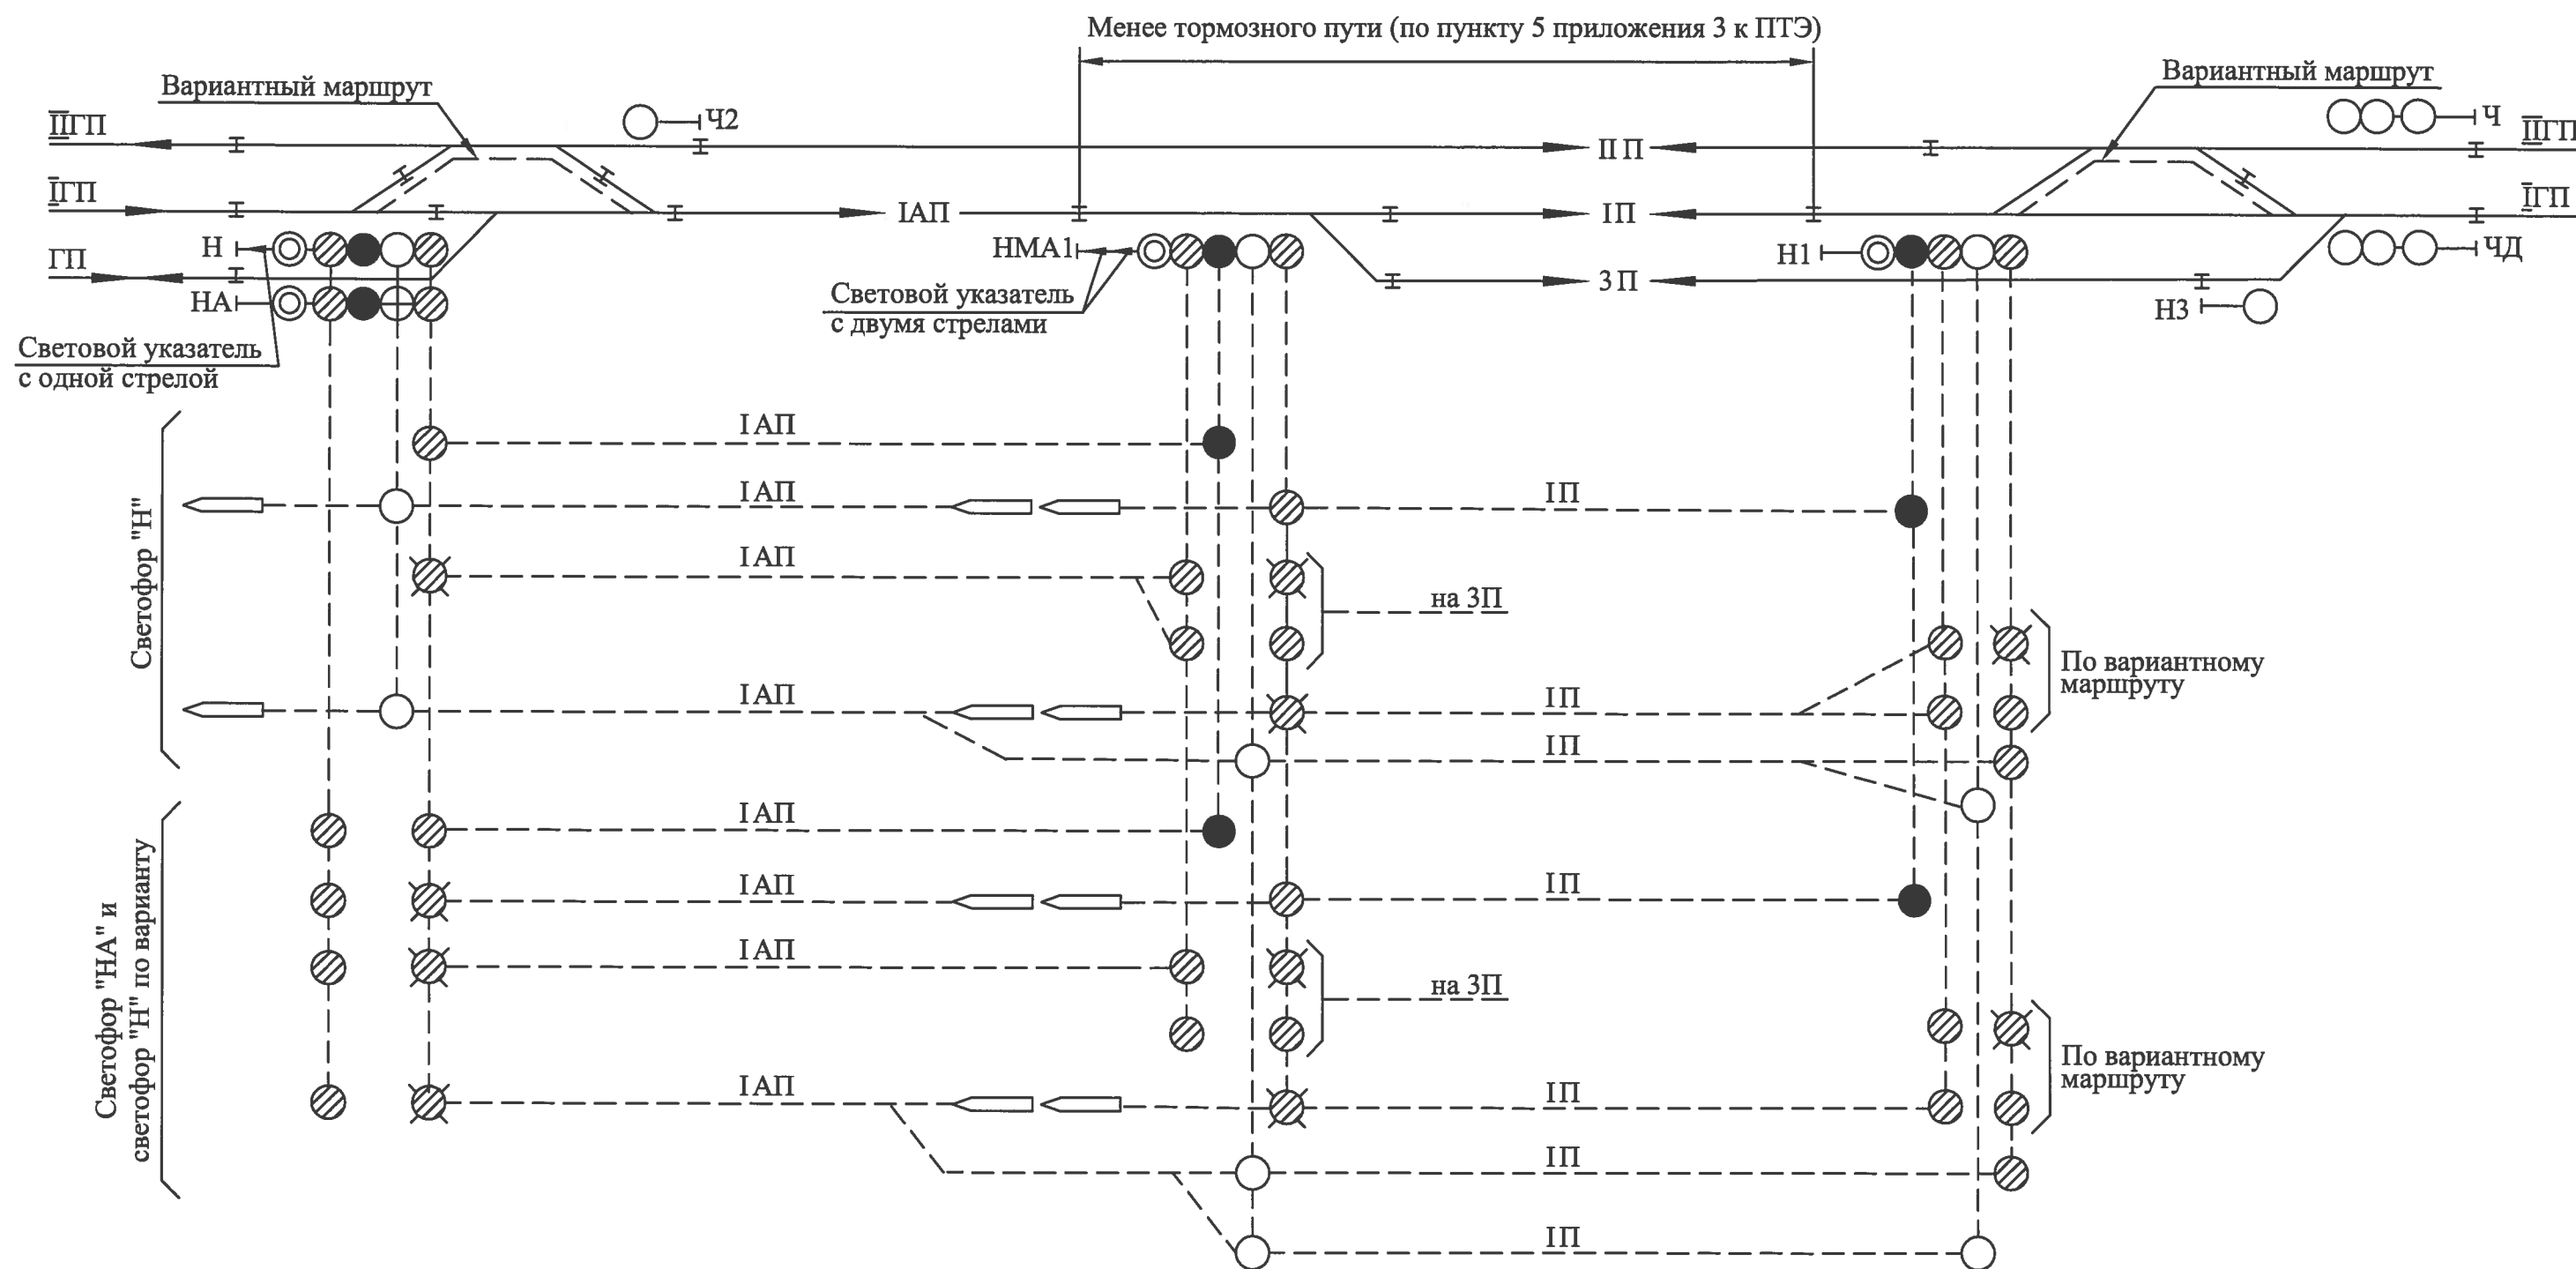 Менее тормозного пути (по пункту 5 приложения 3 к ПТЭ)
Вариантный маршрут
Вариантный маршрут
IIГП
Ч2
Ч
IIП
IIГП
IГП
IАП
IП
IГП
Н
НМА1
Н1
ЧД
ГП
3П
НА
Световой указатель
с двумя стрелами
Н3
Световой указатель
с одной стрелой
Светофор "Н"
IАП
IАП
IП
IАП
на 3П
По вариантному
маршруту
IАП
IП
IП
Светофор "НА" и
светофор "Н" по варианту
IАП
IАП
IП
IАП
на 3П
По вариантному
маршруту
IАП
IП
IП
IП